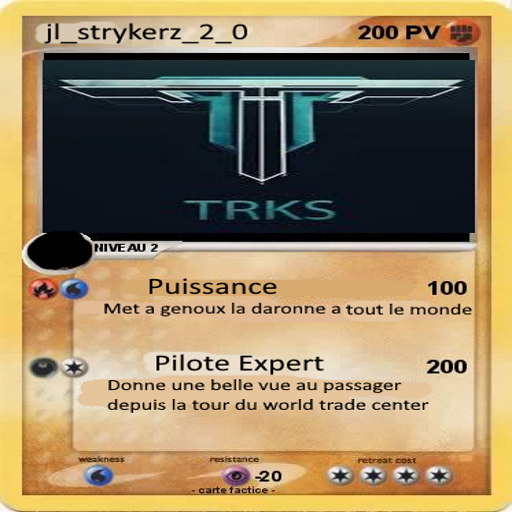 jl_strykerz_2_0
200 PV
TRKS
NIVEAU 2
Puissance 100
Met a genoux la daronne a tout le monde
Pilote Expert 200
Donne une belle vue au passager
depuis la tour du world trade center
weakness resistance retreat cost
-20
- carte factice -